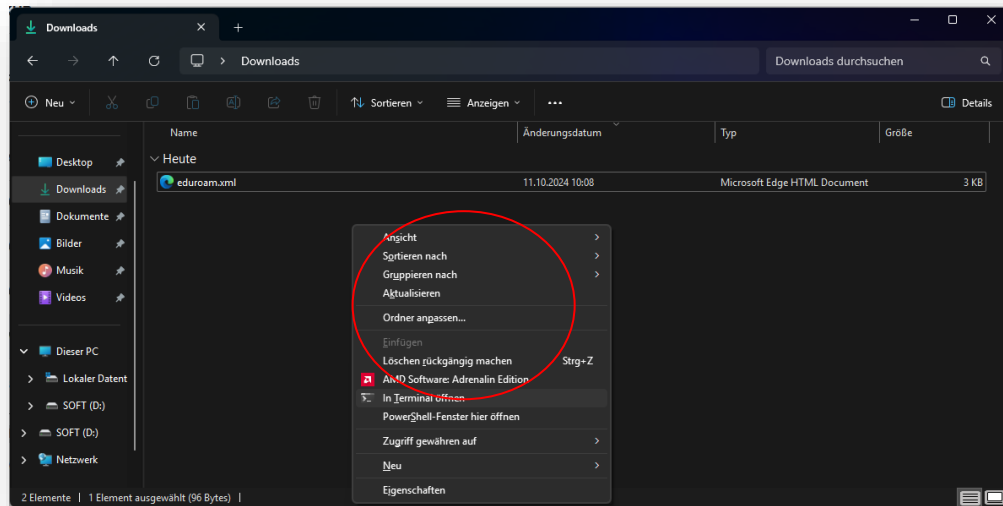 Downloads
Downloads
Downloads durchsuchen
Neu
Sortieren
Anzeigen
Details
Name
Änderungsdatum
Typ
Größe
Desktop
Downloads
Dokumente
Bilder
Musik
Videos
Dieser PC
Lokaler Datent
SOFT (D:)
SOFT (D:)
Netzwerk
Heute
eduroam.xml 11.10.2024 10:08 Microsoft Edge HTML Document 3 KB
Ansicht
Sortieren nach
Gruppieren nach
Aktualisieren
Ordner anpassen...
Einfügen
Löschen rückgängig machen Strg+Z
AMD Software: Adrenalin Edition
In Terminal öffnen
PowerShell-Fenster hier öffnen
Zugriff gewähren auf
Neu
Eigenschaften
2 Elemente | 1 Element ausgewählt (96 Bytes) |